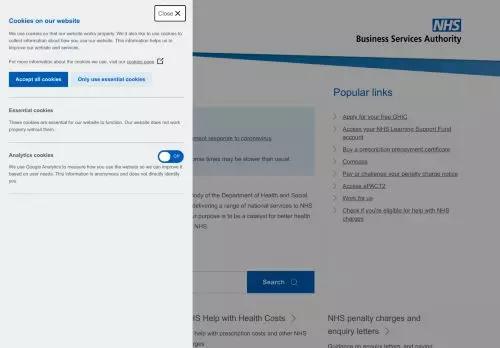 Close ✕
Cookies on our website
We use cookies so that our website works properly. We'd also like to use cookies to
collect information about how you use our website. This information helps us to
improve our website and services.
For more information about the cookies we use, visit our cookies page
Accept all cookies
Only use essential cookies
Essential cookies
These cookies are essential for our website to function. Our website does not work
properly without them.
Analytics cookies
Off
We use Google Analytics to measure how you use the website so we can improve it
based on user needs. This information is anonymous and does not directly identify
you.
NHS
Business Services Authority
ment response to coronavirus
onse times may be slower than usual
body of the Department of Health and Social
delivering a range of national services to NHS
ur purpose is to be a catalyst for better health
NHS.
Search
Popular links
Apply for your free GHIC
Access your NHS Learning Support Fund
account
Buy a prescription prepayment certificate
Compass
Pay or challenge your penalty charge notice
Access ePACT2
Work for us
Check if you're eligible for help with NHS
charges
HS Help with Health Costs
help with prescription costs and other NHS
rges
NHS penalty charges and
enquiry letters
Guidance on enquiry letters, and paying